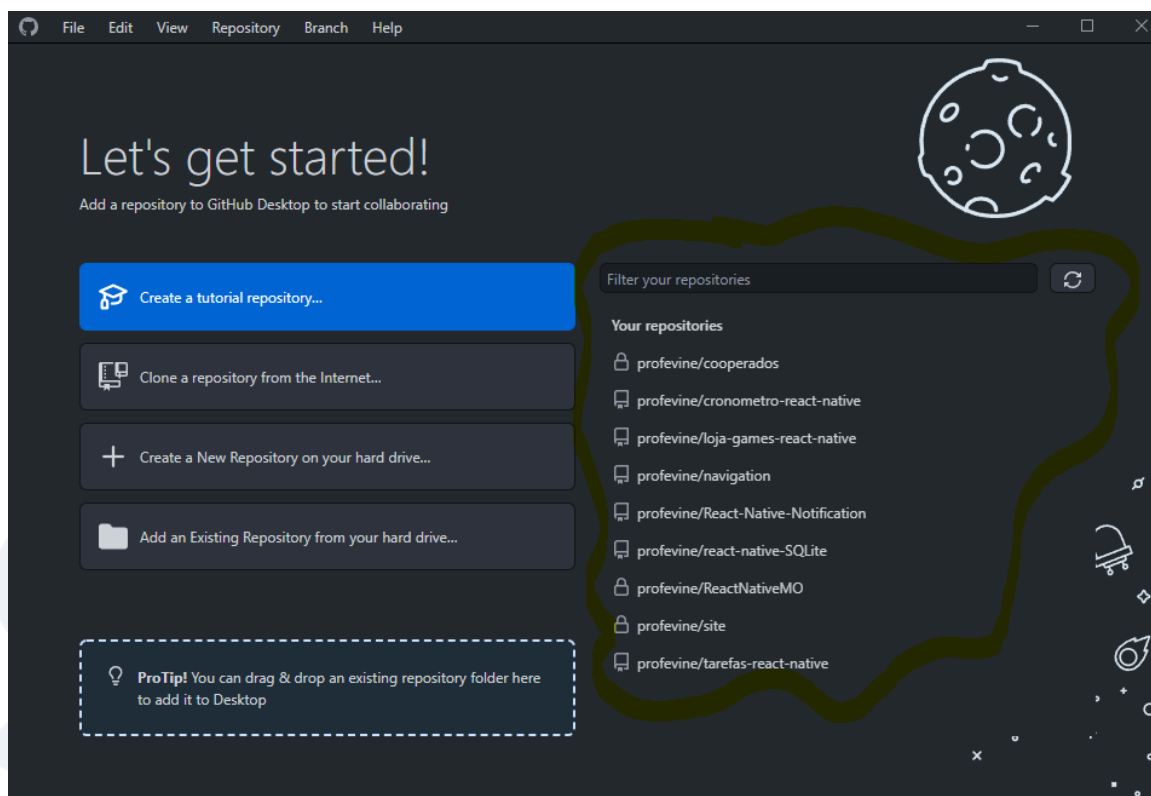 File Edit View Repository Branch Help
Let's get started!
Add a repository to GitHub Desktop to start collaborating
Create a tutorial repository...
Clone a repository from the Internet...
Create a New Repository on your hard drive...
Add an Existing Repository from your hard drive...
ProTip! You can drag & drop an existing repository folder here
to add it to Desktop
Filter your repositories
Your repositories
profevine/cooperados
profevine/cronometro-react-native
profevine/loja-games-react-native
profevine/navigation
profevine/React-Native-Notification
profevine/react-native-SQLite
profevine/ReactNativeMO
profevine/site
profevine/tarefas-react-native